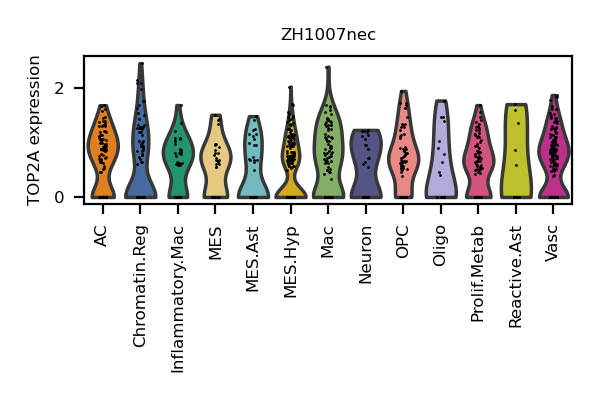 ZH1007nec
TOP2A expression
2
0
AC
Chromatin.Reg
Inflammatory.Mac
MES
MES.Ast
MES.Hyp
Mac
Neuron
OPC
Oligo
Prolif.Metab
Reactive.Ast
Vasc